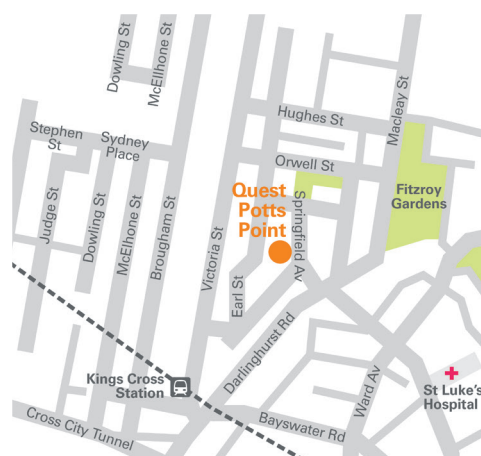 Dowling St
McEllhone St
Macleay St
Hughes St
Stephen
St
Sydney
Place
Orwell St
Quest
Potts
Point
Springfield Av
Fitzroy
Gardens
Judge St
Dowling St
McElhone St
Brougham St
Victoria St
Earl St
Darlinghurst Rd
Kings Cross
Station
Ward Av
St Luke's
Hospital
Cross City Tunnel
Bayswater Rd